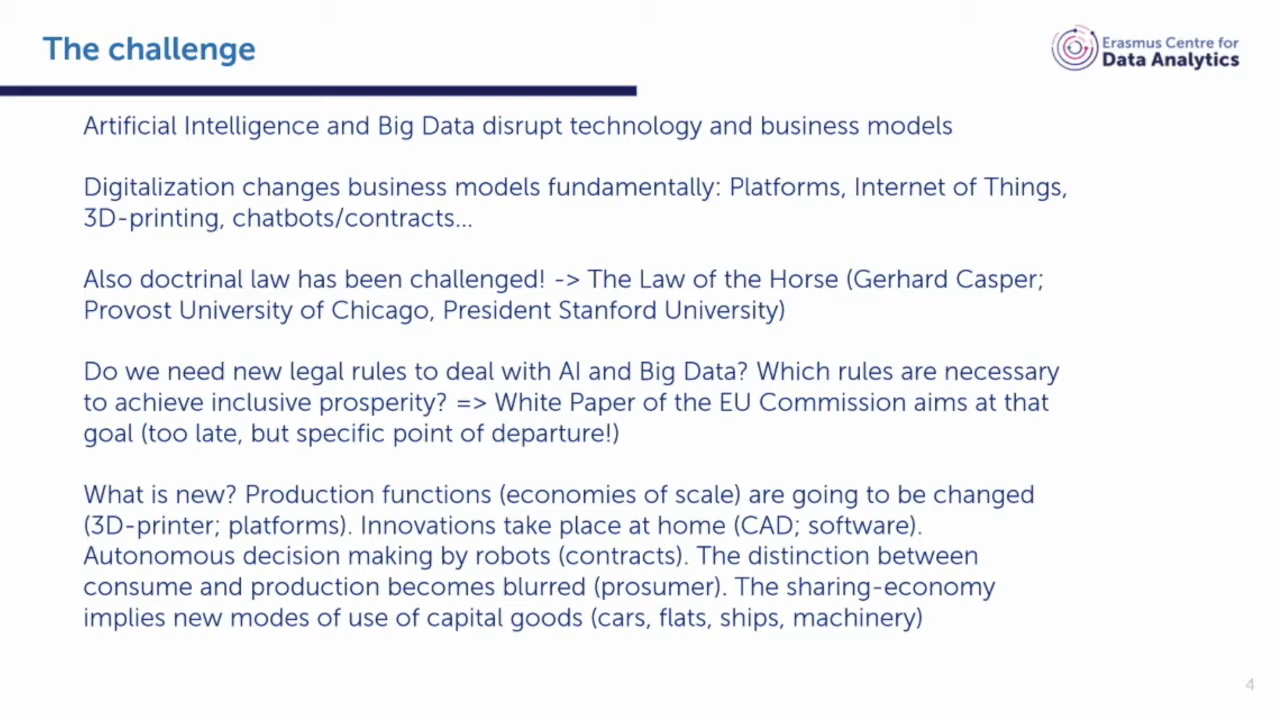 The challenge
Erasmus Centre for
Data Analytics
Artificial Intelligence and Big Data disrupt technology and business models
Digitalization changes business models fundamentally: Platforms, Internet of Things,
3D-printing, chatbots/contracts...
Also doctrinal law has been challenged! -> The Law of the Horse (Gerhard Casper;
Provost University of Chicago, President Stanford University)
Do we need new legal rules to deal with AI and Big Data? Which rules are necessary
to achieve inclusive prosperity? => White Paper of the EU Commission aims at that
goal (too late, but specific point of departure!)
What is new? Production functions (economies of scale) are going to be changed
(3D-printer; platforms). Innovations take place at home (CAD; software).
Autonomous decision making by robots (contracts). The distinction between
consume and production becomes blurred (prosumer). The sharing-economy
implies new modes of use of capital goods (cars, flats, ships, machinery)
4